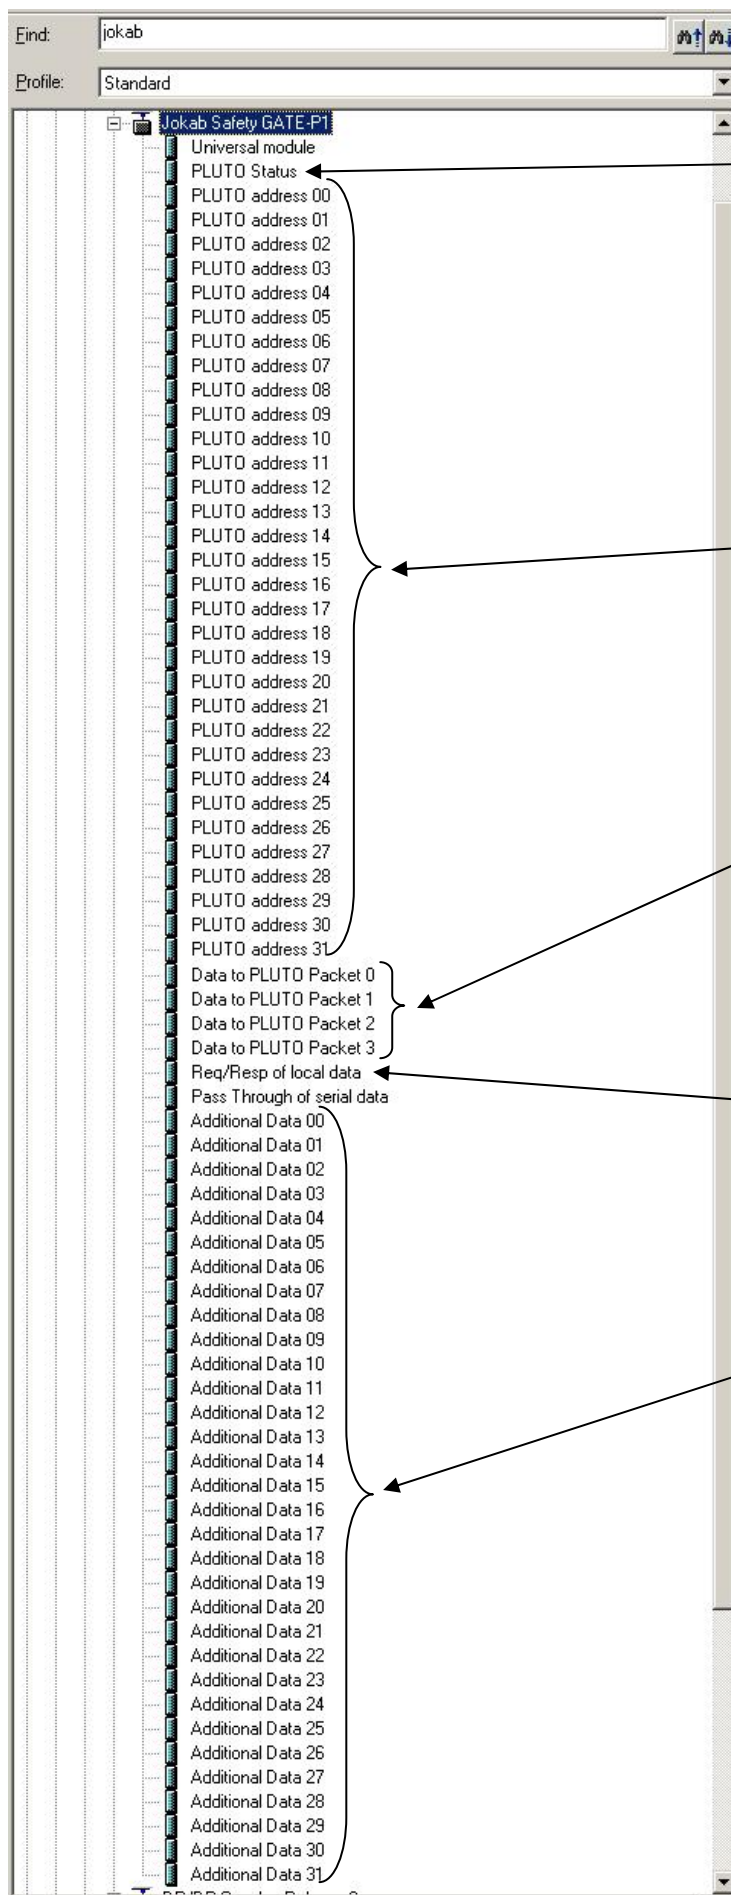 Find: jokab
Profile: Standard
Jokab Safety GATE-P1
Universal module
PLUTO Status
PLUTO address 00
PLUTO address 01
PLUTO address 02
PLUTO address 03
PLUTO address 04
PLUTO address 05
PLUTO address 06
PLUTO address 07
PLUTO address 08
PLUTO address 09
PLUTO address 10
PLUTO address 11
PLUTO address 12
PLUTO address 13
PLUTO address 14
PLUTO address 15
PLUTO address 16
PLUTO address 17
PLUTO address 18
PLUTO address 19
PLUTO address 20
PLUTO address 21
PLUTO address 22
PLUTO address 23
PLUTO address 24
PLUTO address 25
PLUTO address 26
PLUTO address 27
PLUTO address 28
PLUTO address 29
PLUTO address 30
PLUTO address 31
Data to PLUTO Packet 0
Data to PLUTO Packet 1
Data to PLUTO Packet 2
Data to PLUTO Packet 3
Req/Resp of local data
Pass Through of serial data
Additional Data 00
Additional Data 01
Additional Data 02
Additional Data 03
Additional Data 04
Additional Data 05
Additional Data 06
Additional Data 07
Additional Data 08
Additional Data 09
Additional Data 10
Additional Data 11
Additional Data 12
Additional Data 13
Additional Data 14
Additional Data 15
Additional Data 16
Additional Data 17
Additional Data 18
Additional Data 19
Additional Data 20
Additional Data 21
Additional Data 22
Additional Data 23
Additional Data 24
Additional Data 25
Additional Data 26
Additional Data 27
Additional Data 28
Additional Data 29
Additional Data 30
Additional Data 31